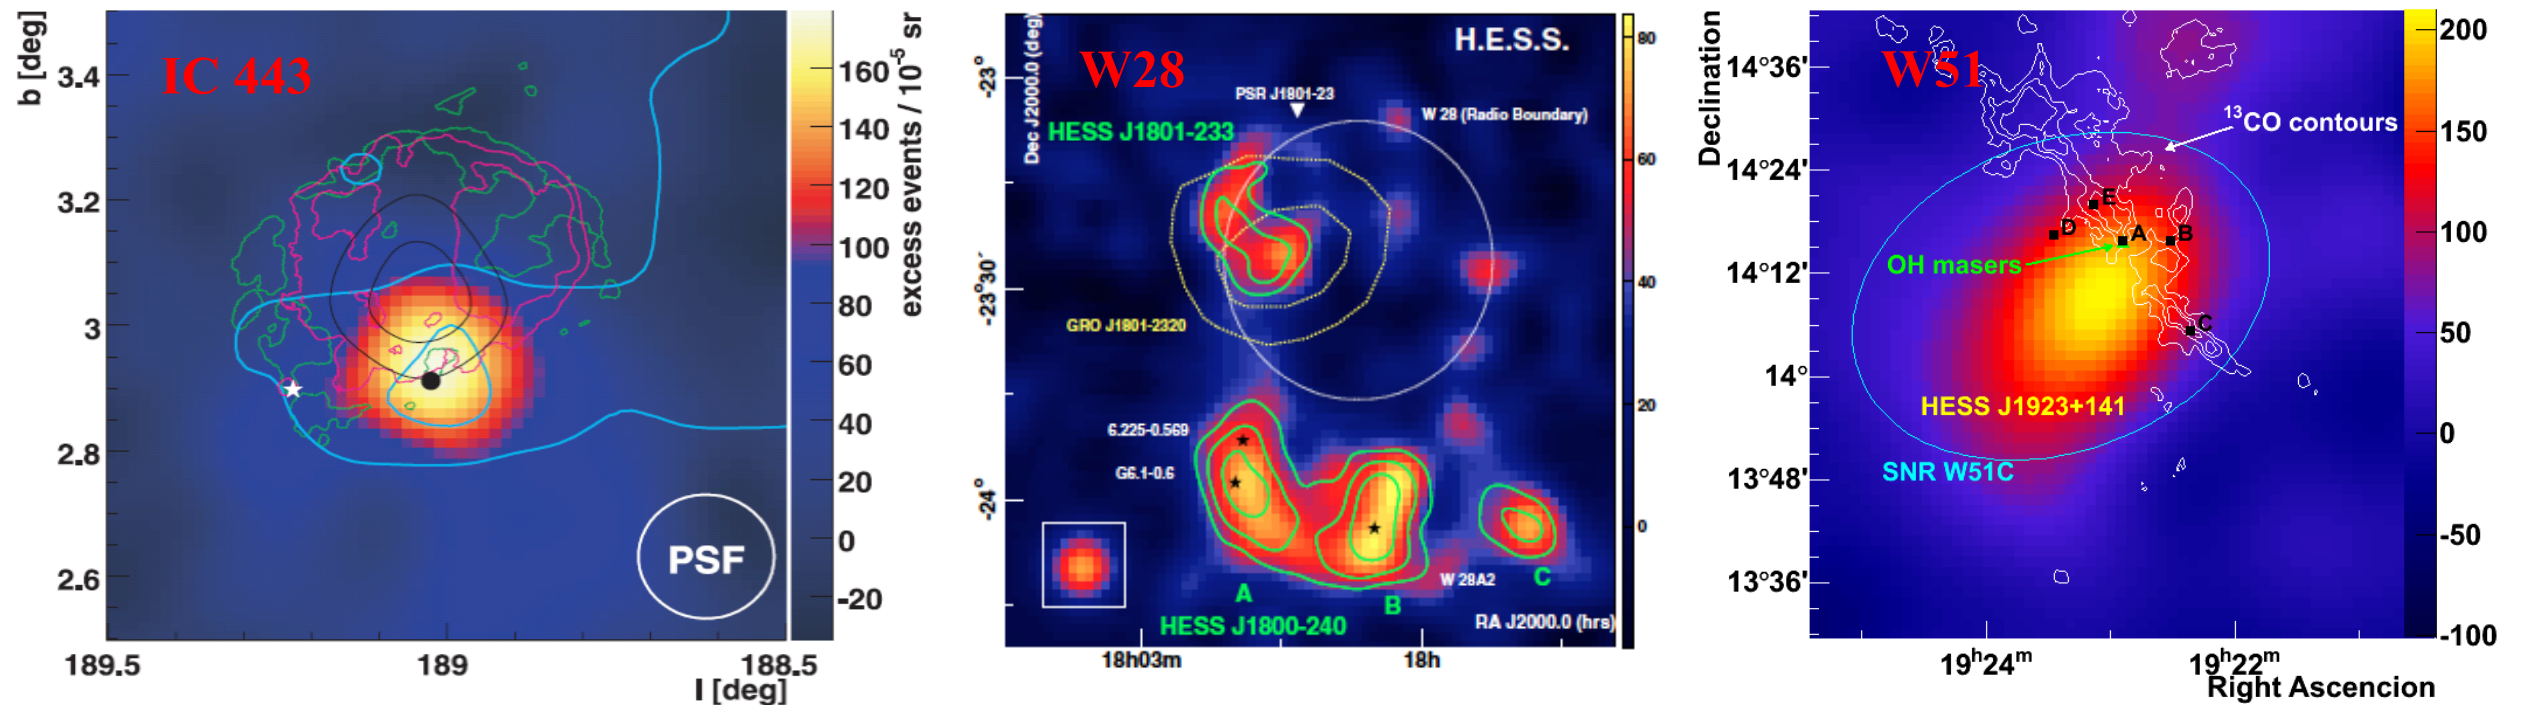 IC 443
b [deg]
3.4
3.2
3
2.8
2.6
189.5
189
188.5
l [deg]
PSF
160
140
120
100
80
60
40
20
0
-20
excess events / 10⁻⁵ sr
W28
H.E.S.S.
Dec J2000.0 (deg)
-23°
-23°30′
-24°
PSR J1801-23
W 28 (Radio Boundary)
HESS J1801-233
GRO J1801-2320
6.225-0.569
G6.1-0.6
W 28A2
A
B
C
HESS J1800-240
RA J2000.0 (hrs)
18h03m
18h
80
60
40
20
0
W51
Declination
14°36'
14°24'
14°12'
14°
13°48'
13°36'
¹³CO contours
E
D
A
B
C
OH masers
HESS J1923+141
SNR W51C
19ʰ24ᵐ
19ʰ22ᵐ
Right Ascencion
200
150
100
50
0
-50
-100